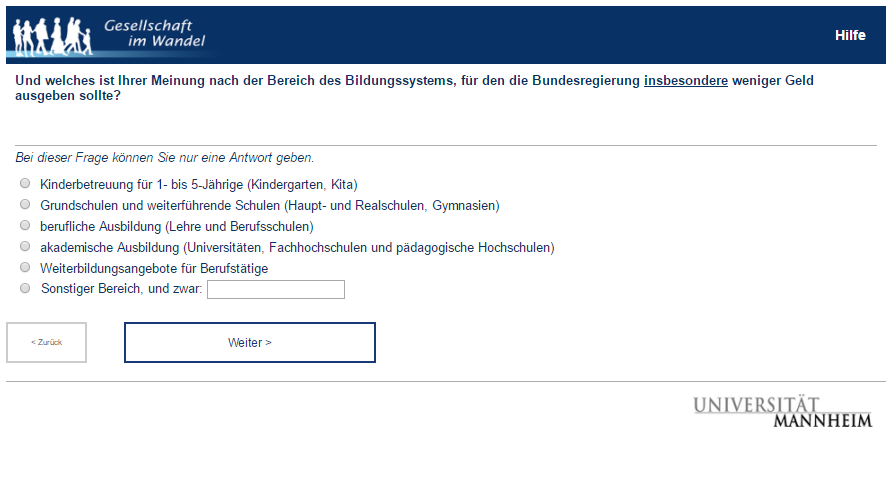 Gesellschaft
im Wandel
Hilfe
Und welches ist Ihrer Meinung nach der Bereich des Bildungssystems, für den die Bundesregierung insbesondere weniger Geld
ausgeben sollte?
Bei dieser Frage können Sie nur eine Antwort geben.
Kinderbetreuung für 1- bis 5-Jährige (Kindergarten, Kita)
Grundschulen und weiterführende Schulen (Haupt- und Realschulen, Gymnasien)
berufliche Ausbildung (Lehre und Berufsschulen)
akademische Ausbildung (Universitäten, Fachhochschulen und pädagogische Hochschulen)
Weiterbildungsangebote für Berufstätige
Sonstiger Bereich, und zwar:
< Zurück
Weiter >
UNIVERSITÄT
MANNHEIM